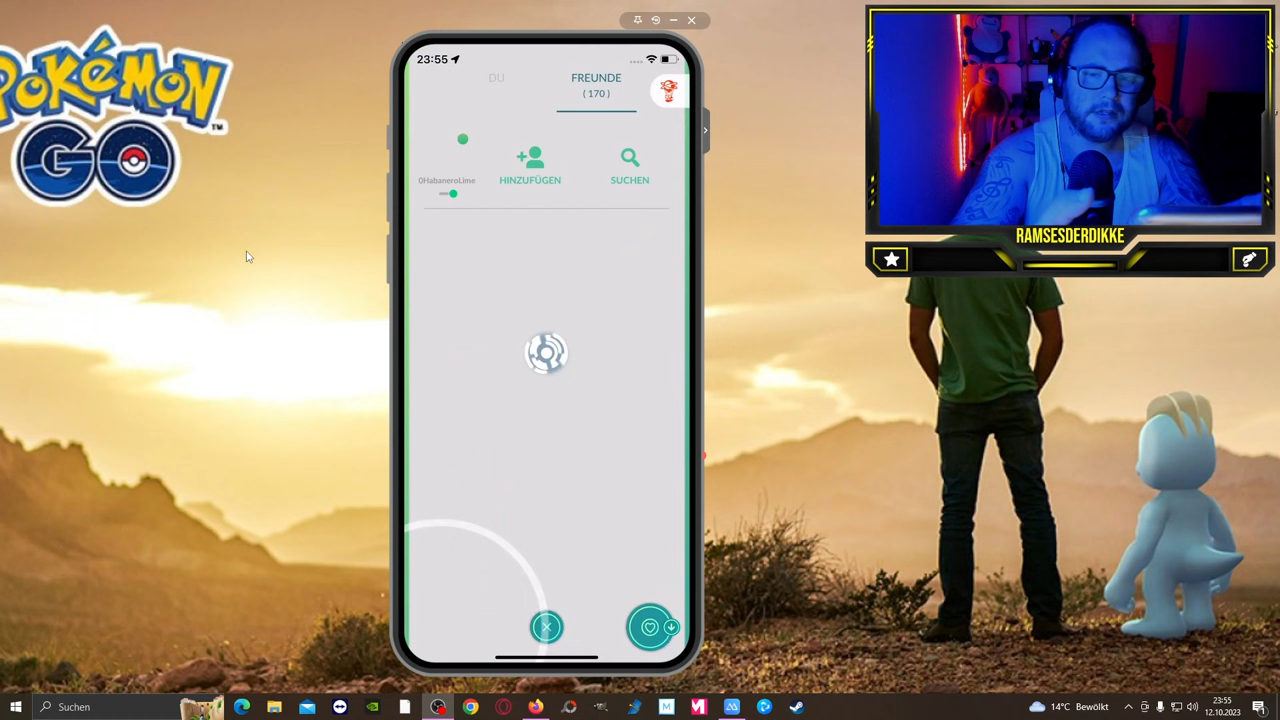 POKéMON
GO
TM
23:55
DU
FREUNDE
( 170 )
0HabaneroLime
HINZUFÜGEN
SUCHEN
RAMSESDERDIKKE
Suchen
14°C Bewölkt
23:55
12.10.2023